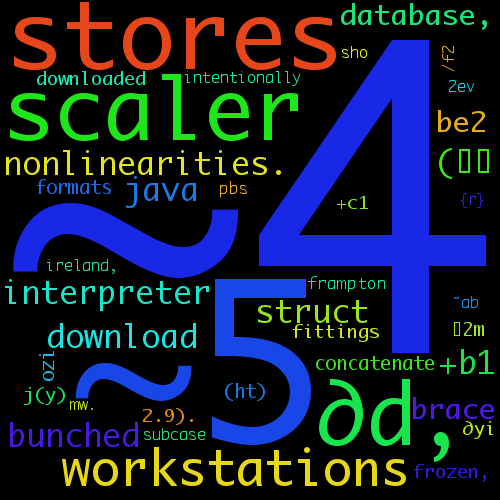 stores
database,
sho
/f2
downloaded
intentionally
2ev
scaler
be2
nonlinearities.
~4
formats
java
pbs
+c1
{r}
ireland,
interpreter
frampton
~ab
struct
download
fittings
2m
ozi
~5
concatenate
+b1
j(y)
mw.
(ht)
∂d,
brace
2.9).
bunched
subcase
∂yi
workstations
frozen,